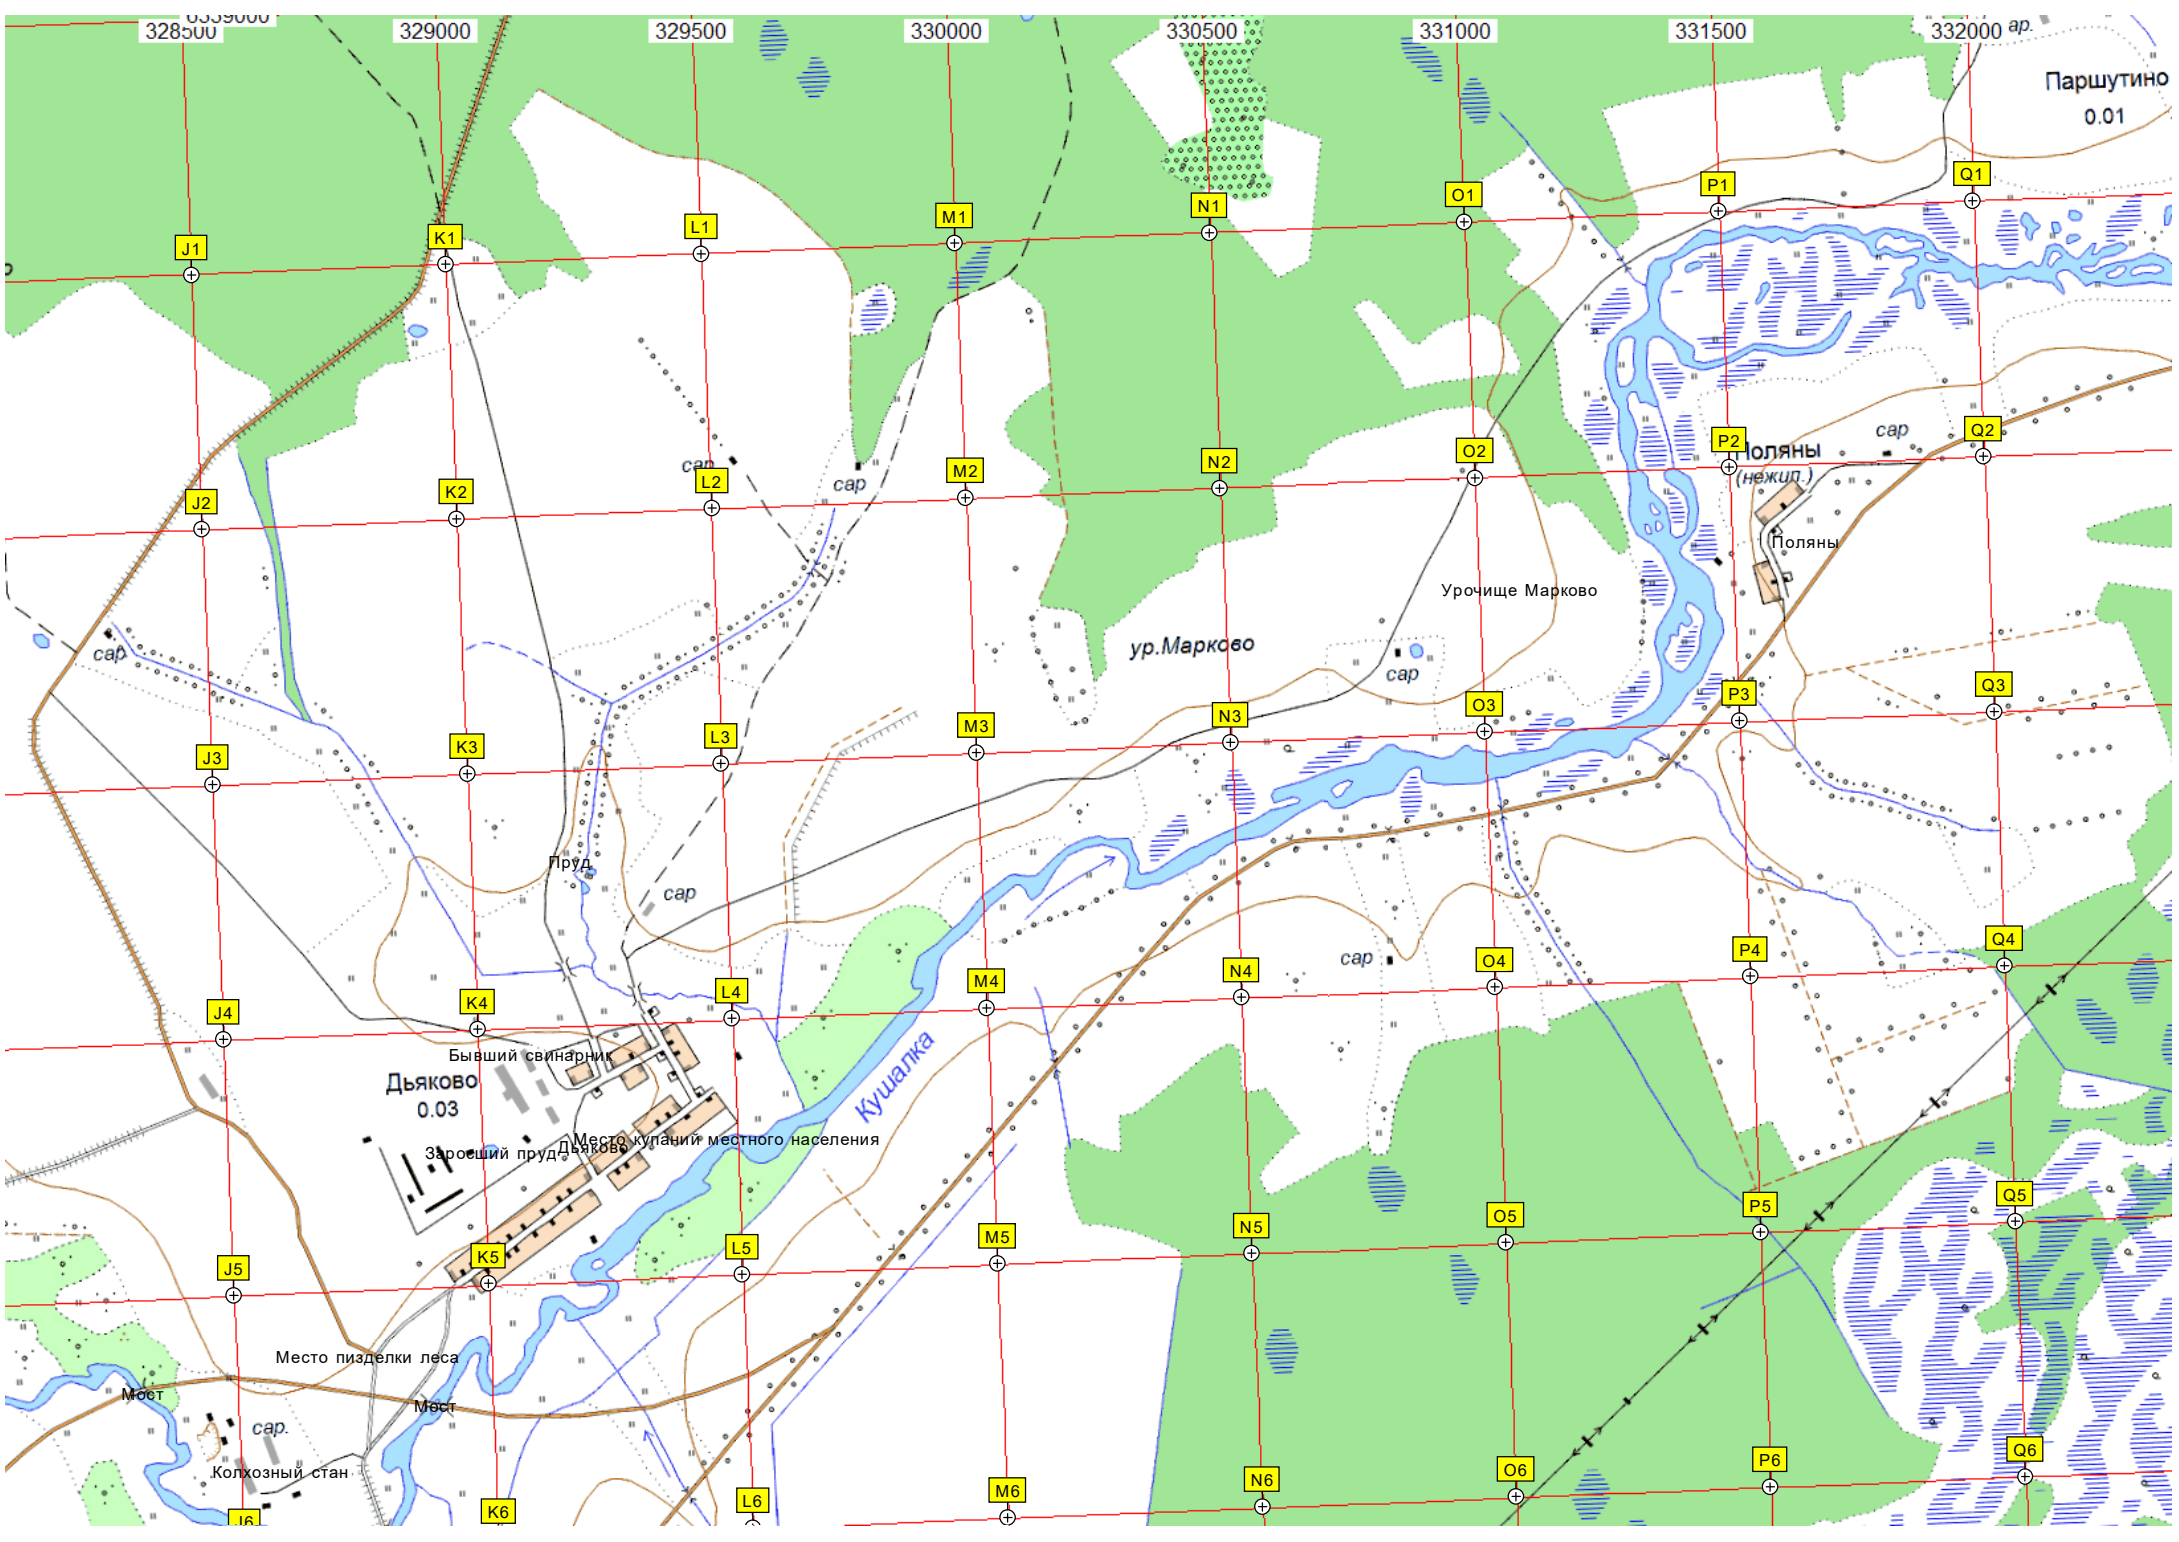 6339000
328500 329000 329500 330000 330500 331000 331500 332000
ар.
Паршутино
0.01
Q1
P1
O1
N1
M1
L1
K1
J1
Q2
сар
P2
Поляны
(нежил.)
O2
N2
M2
сар
сар
L2
K2
J2
Поляны
Урочище Марково
ур.Марково
сар
сар
Q3
P3
O3
N3
M3
L3
K3
J3
Пруд
сар
Q4
P4
O4
сар
N4
M4
L4
K4
J4
Кушалка
Бывший свинарник
Дьяково
0.03
Место купаний местного населения
Дьяково
Заросший пруд
Q5
P5
O5
N5
M5
L5
K5
J5
Место пизделки леса
Мост
Мост
сар.
Колхозный стан
Q6
P6
O6
N6
M6
L6
K6
J6